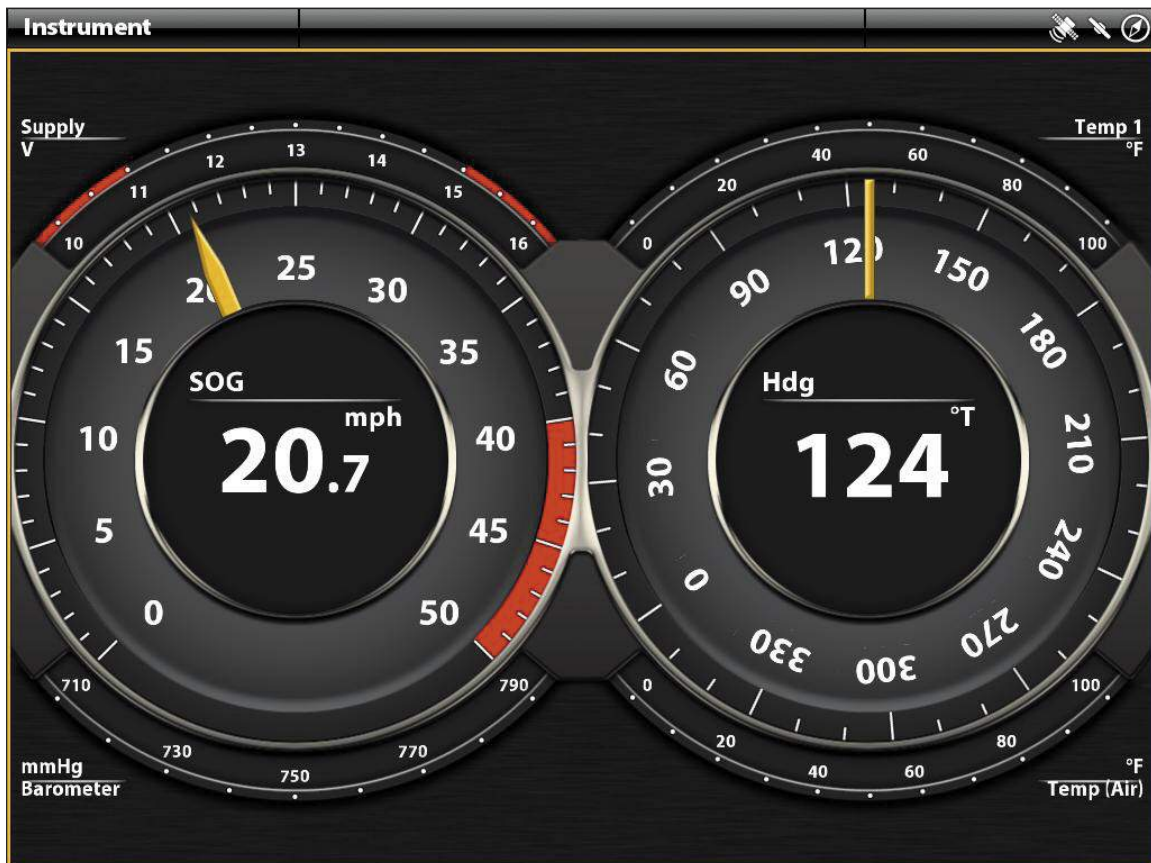 Instrument
Supply
V
10 11 12 13 14 15 16
0 5 10 15 20 25 30 35 40 45 50
SOG
mph
20.7
710 730 750 770 790
mmHg
Barometer
Temp 1
°F
0 20 40 60 80 100
0 30 60 90 120 150 180 210 240 270 300 330
Hdg
°T
124
0 20 40 60 80 100
°F
Temp (Air)